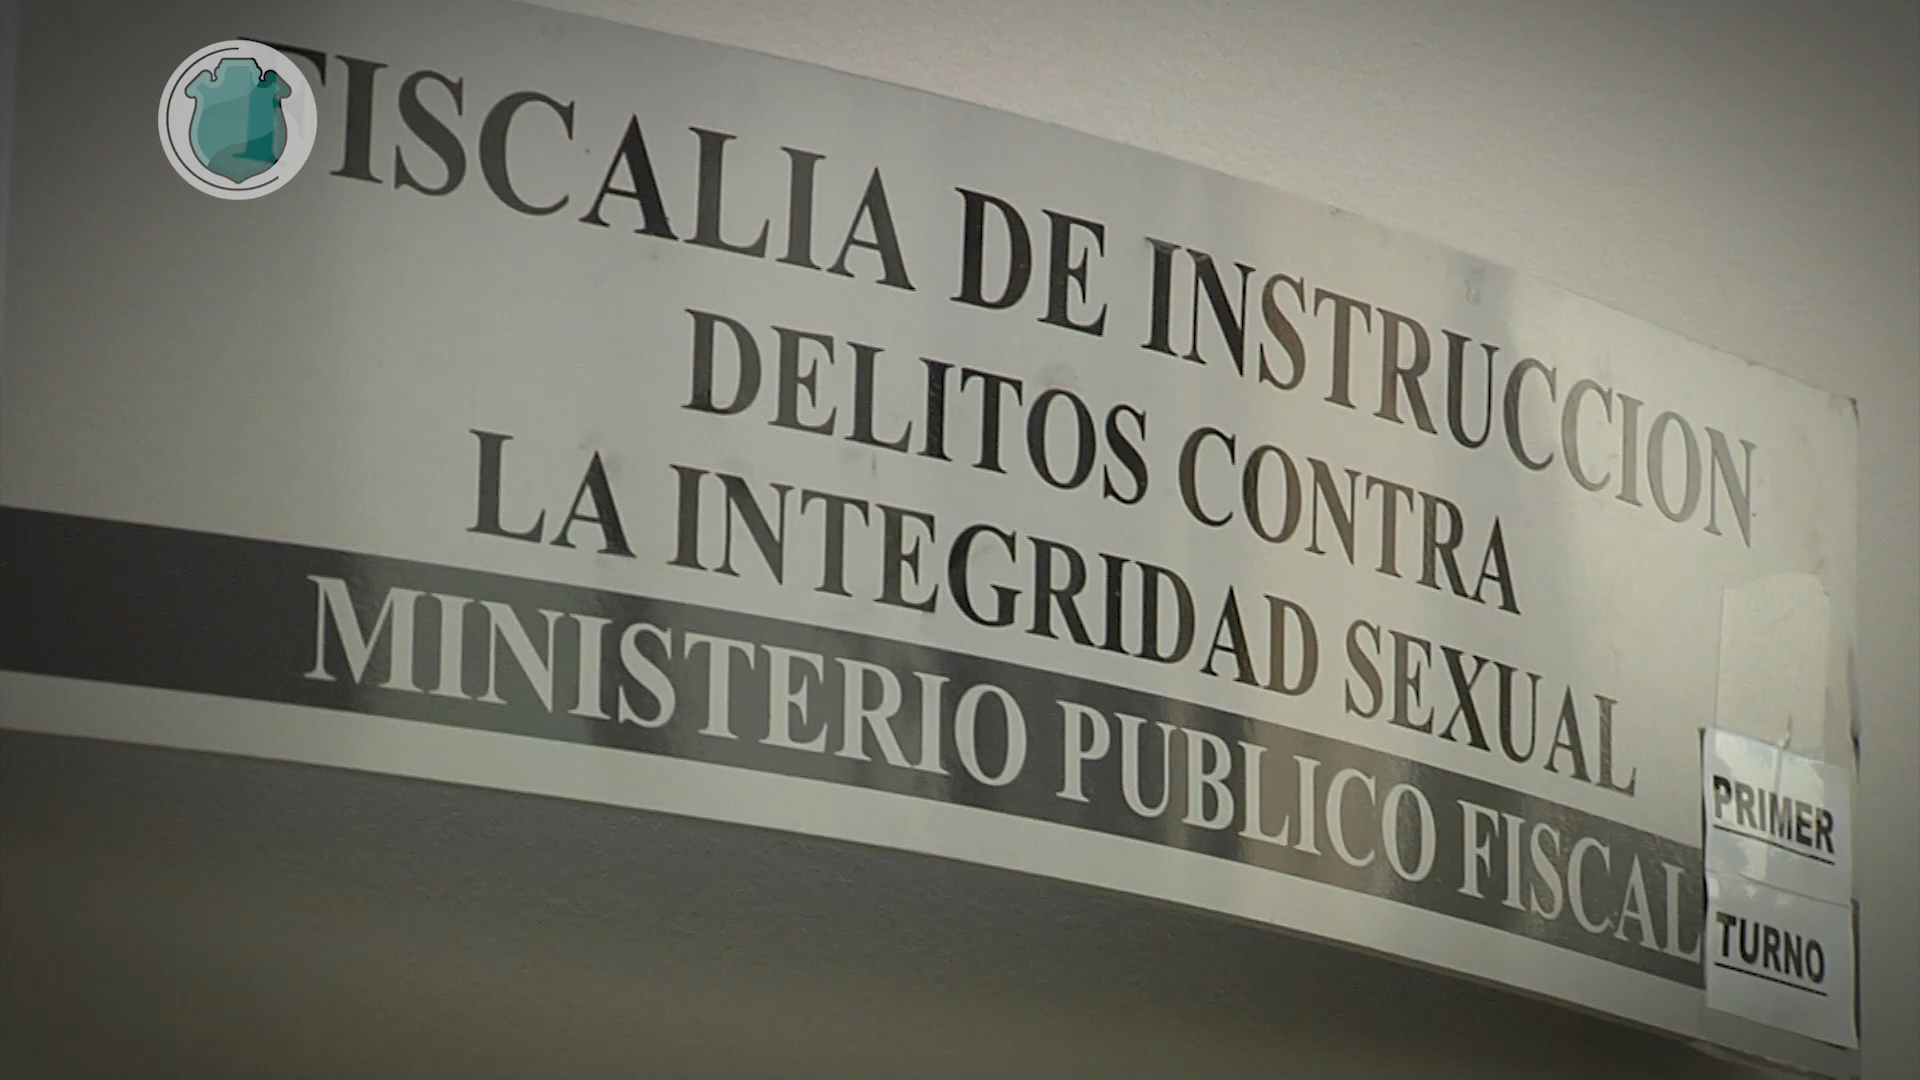 FISCALIA DE INSTRUCCION
DELITOS CONTRA
LA INTEGRIDAD SEXUAL
MINISTERIO PUBLICO FISCAL
PRIMER
TURNO